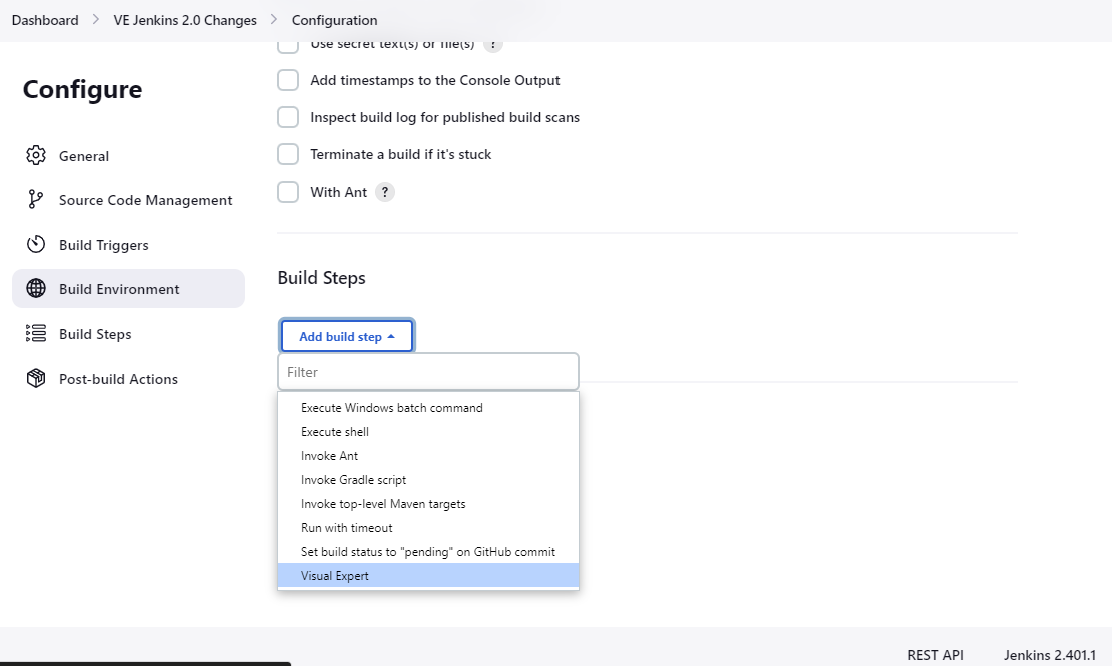 Dashboard > VE Jenkins 2.0 Changes > Configuration
Use secret text(s) or file(s) ?
Configure
Add timestamps to the Console Output
Inspect build log for published build scans
Terminate a build if it's stuck
With Ant ?
General
Source Code Management
Build Triggers
Build Environment
Build Steps
Post-build Actions
Build Steps
Add build step
Filter
Execute Windows batch command
Execute shell
Invoke Ant
Invoke Gradle script
Invoke top-level Maven targets
Run with timeout
Set build status to "pending" on GitHub commit
Visual Expert
REST API
Jenkins 2.401.1